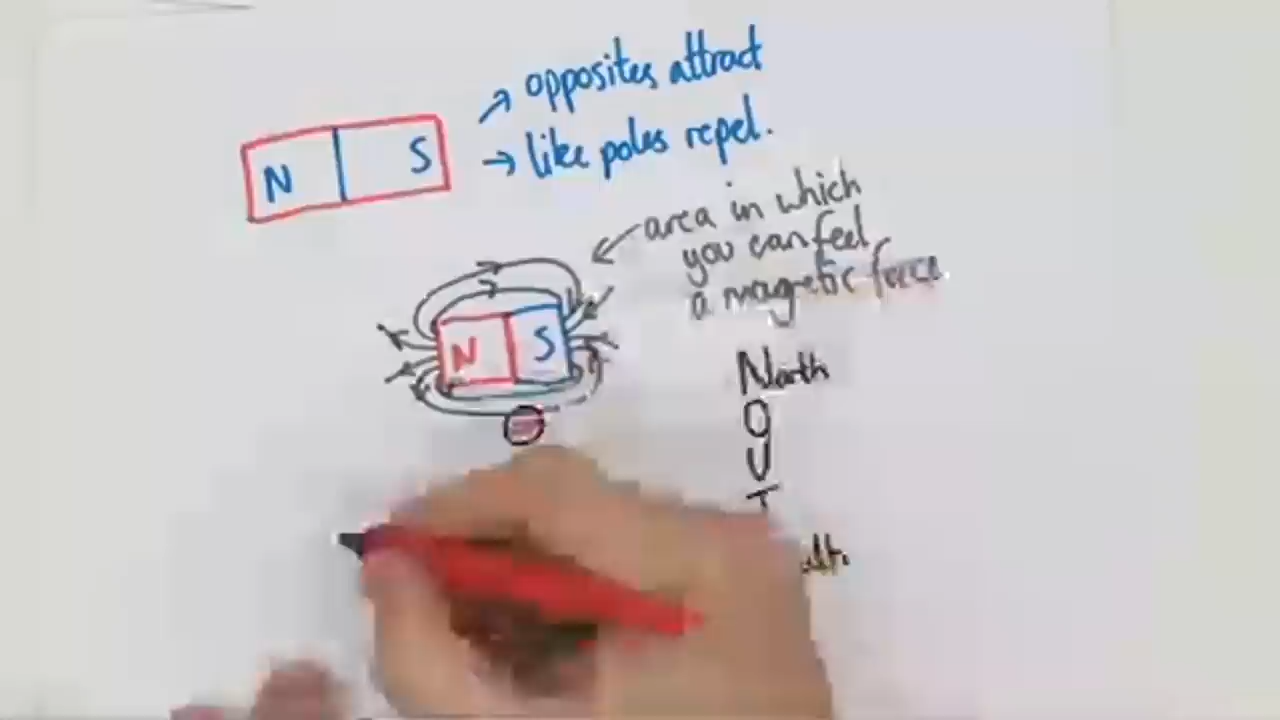 opposites attract
N S
like poles repel.
area in which
you can feel
a magnetic force
N S
North
O
U
T